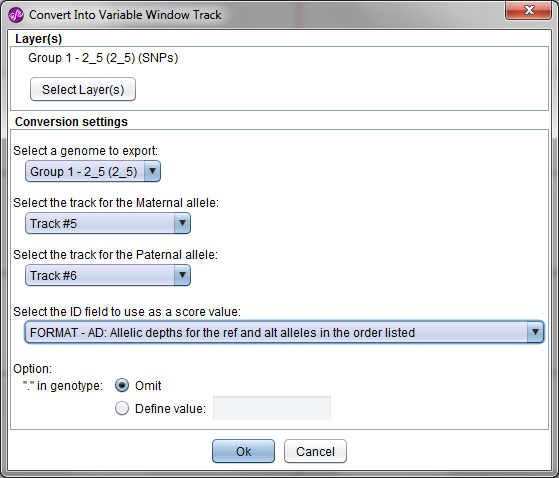 Convert Into Variable Window Track
Layer(s)
Group 1 - 2_5 (2_5) (SNPs)
Select Layer(s)
Conversion settings
Select a genome to export:
Group 1 - 2_5 (2_5)
Select the track for the Maternal allele:
Track #5
Select the track for the Paternal allele:
Track #6
Select the ID field to use as a score value:
FORMAT - AD: Allelic depths for the ref and alt alleles in the order listed
Option:
"." in genotype: Omit
Define value:
Ok Cancel